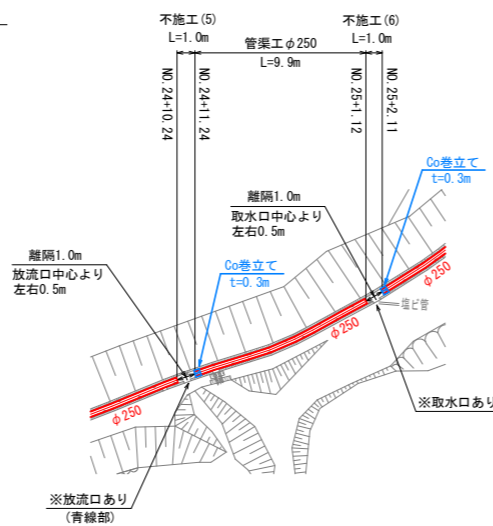 不施工(5)
L=1.0m
管渠工φ250
L=9.9m
不施工(6)
L=1.0m
NO.24+10.24
NO.24+11.24
NO.25+1.12
NO.25+2.11
Co巻立て
t=0.3m
離隔1.0m
取水口中心より
左右0.5m
離隔1.0m
放流口中心より
左右0.5m
Co巻立て
t=0.3m
φ250
塩ビ管
φ250
※取水口あり
φ250
※放流口あり
(青線部)